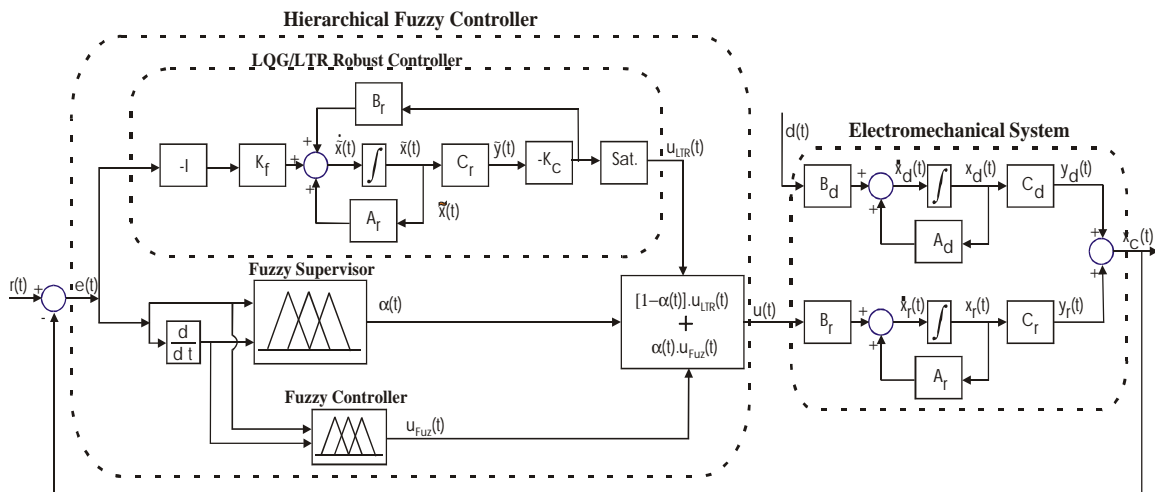 Hierarchical Fuzzy Controller
LQG/LTR Robust Controller
B_r
+
-I
K_f
+
+
ẋ̃(t)
∫
x̃(t)
C_r
ỹ(t)
-K_C
Sat.
u_LTR(t)
A_r
x̃(t)
r(t)
+
-
e(t)
Fuzzy Supervisor
d
dt
α(t)
Fuzzy Controller
u_Fuz(t)
[1−α(t)].u_LTR(t)
+
α(t).u_Fuz(t)
u(t)
Electromechanical System
d(t)
B_d
+
+
ẋ_d(t)
∫
x_d(t)
C_d
y_d(t)
A_d
+
+
x_C(t)
B_r
+
+
ẋ_r(t)
∫
x_r(t)
C_r
y_r(t)
A_r